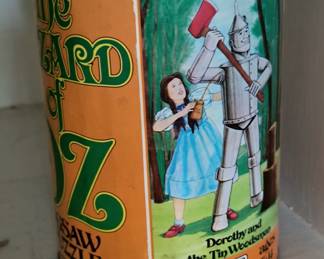 The
WIZARD
of
OZ
JIGSAW
PUZZLE
Dorothy and
the Tin Woodsman